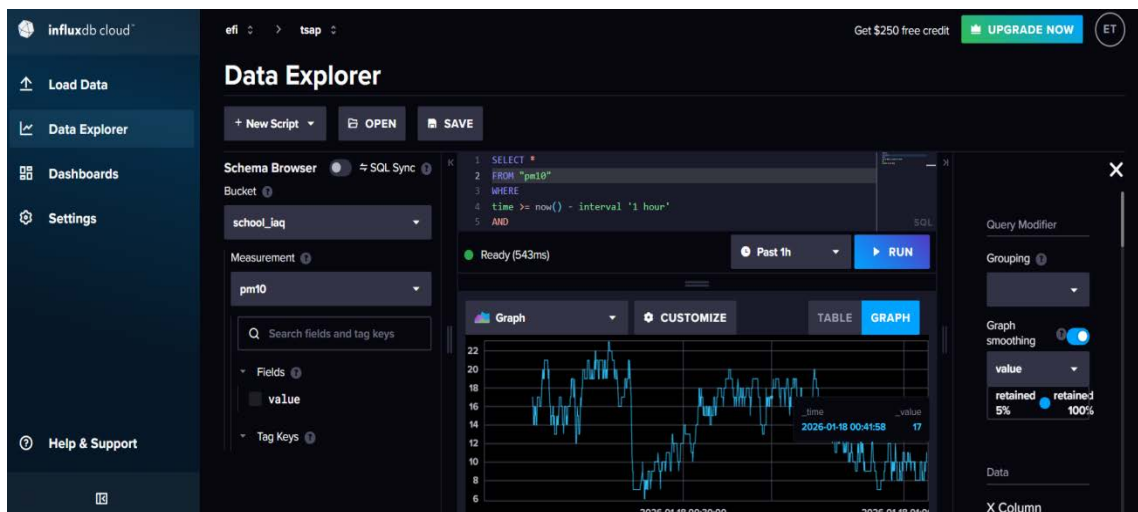 influxdb cloud™
efi > tsap
Get $250 free credit
UPGRADE NOW
ET
Load Data
Data Explorer
Dashboards
Settings
Help & Support
Data Explorer
+ New Script
OPEN
SAVE
Schema Browser
SQL Sync
Bucket
school_iaq
Measurement
pm10
Search fields and tag keys
Fields
value
Tag Keys
1 SELECT *
2 FROM "pm10"
3 WHERE
4 time >= now() - interval '1 hour'
5 AND
SQL
Ready (543ms)
Past 1h
RUN
Graph
CUSTOMIZE
TABLE
GRAPH
22
20
18
16
14
12
10
8
6
_time _value
2026-01-18 00:41:58 17
Query Modifier
Grouping
Graph
smoothing
value
retained retained
5% 100%
Data
X Column